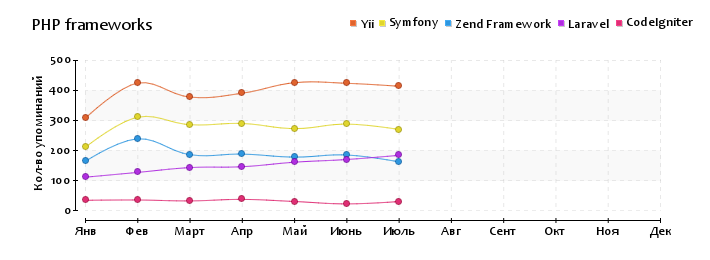 PHP frameworks
Yii Symfony Zend Framework Laravel CodeIgniter
Кол-во упоминаний
500
400
300
200
100
0
Янв Фев Март Апр Май Июнь Июль Авг Сент Окт Ноя Дек